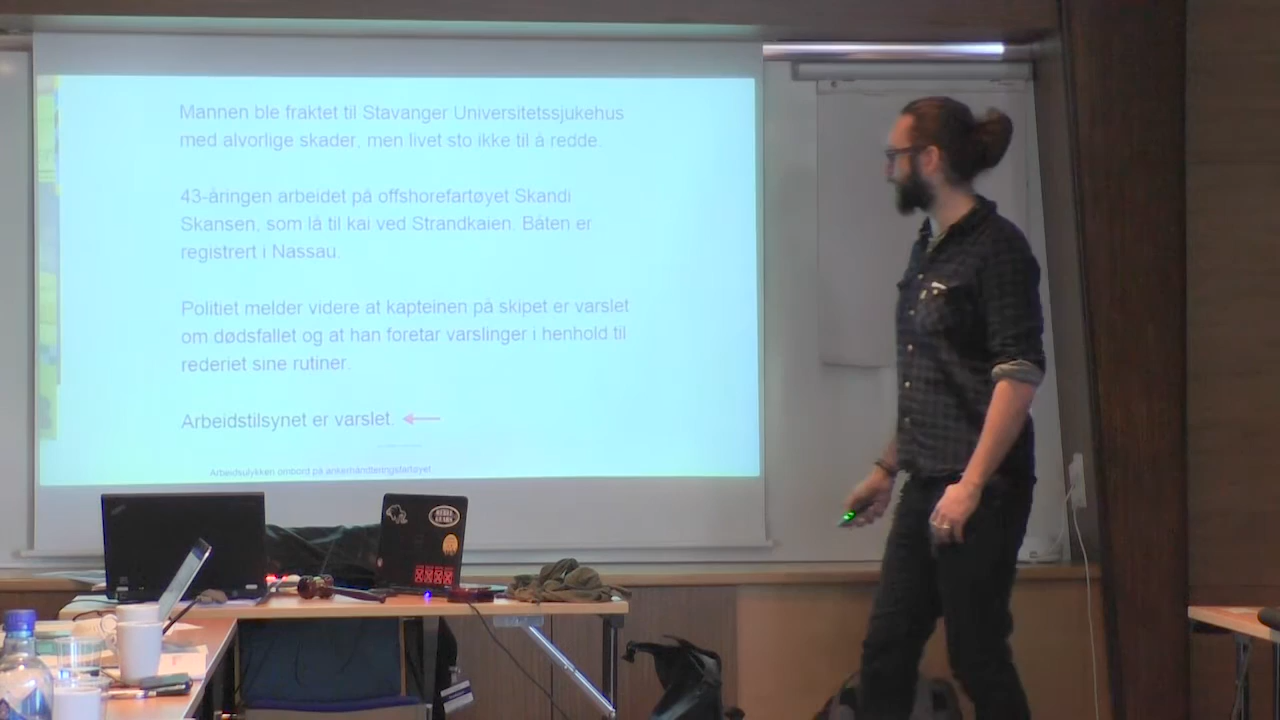 Mannen ble fraktet til Stavanger Universitetssjukehus
med alvorlige skader, men livet sto ikke til å redde.
43-åringen arbeidet på offshorefartøyet Skandi
Skansen, som lå til kai ved Strandkaien. Båten er
registrert i Nassau.
Politiet melder videre at kapteinen på skipet er varslet
om dødsfallet og at han foretar varslinger i henhold til
rederiet sine rutiner.
Arbeidstilsynet er varslet.
Arbeidsulykken ombord på ankerhåndteringsfartøyet